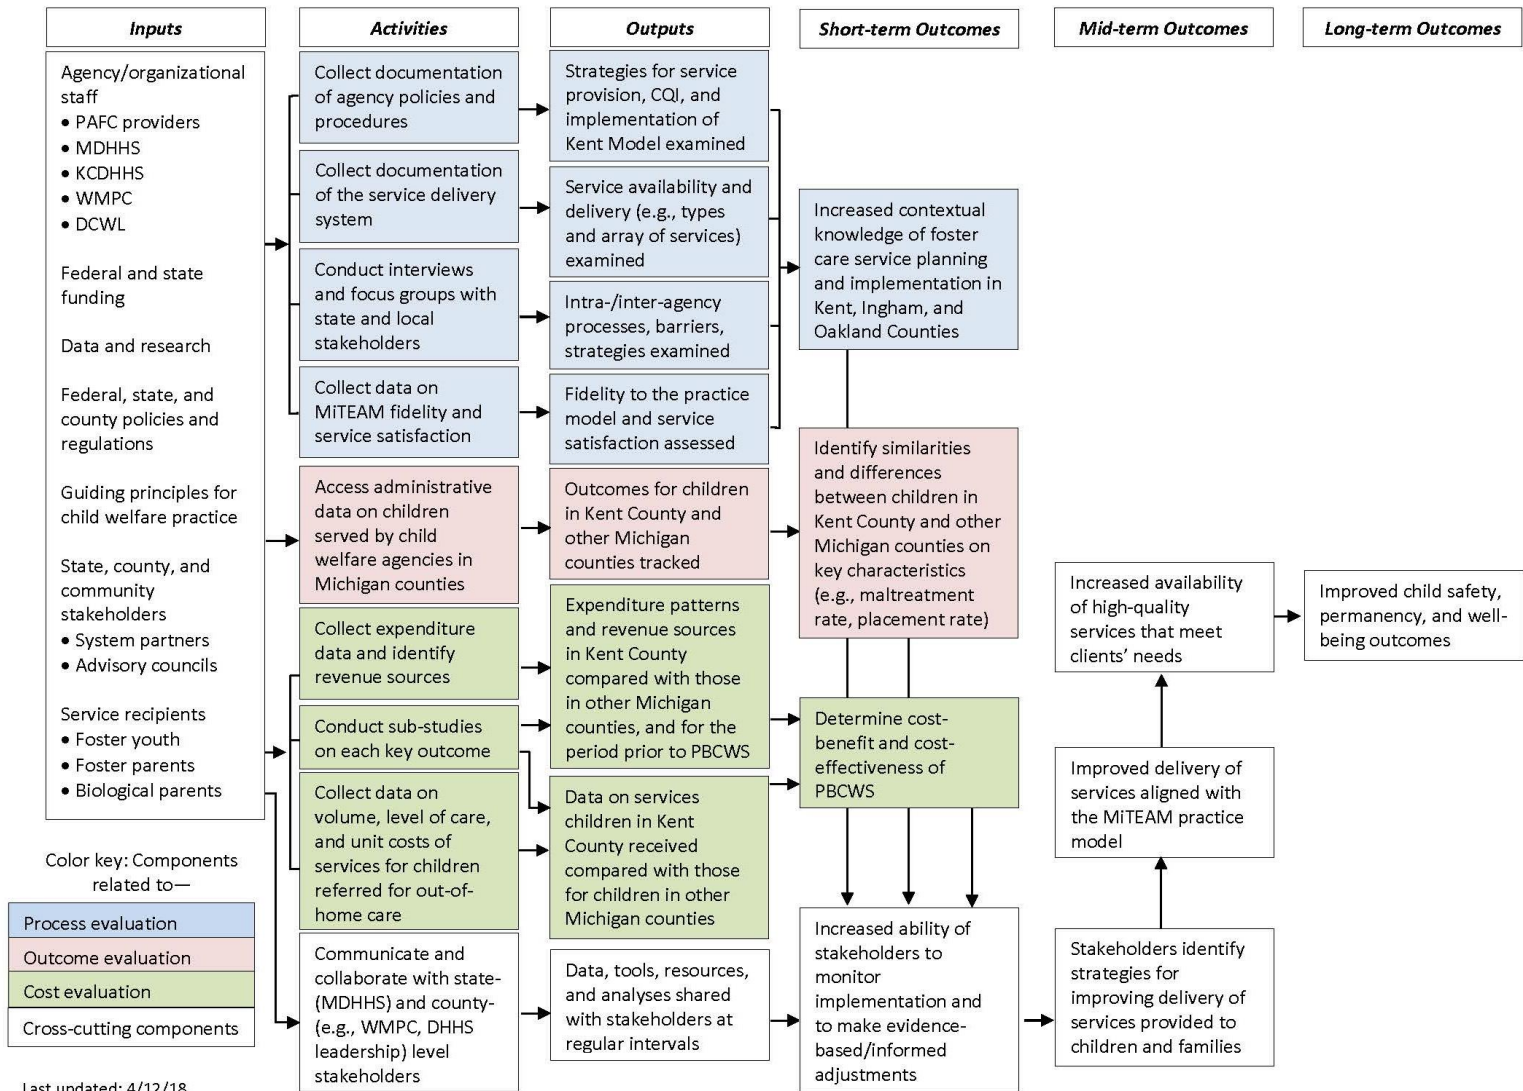 Inputs
Agency/organizational
staff
• PAFC providers
• MDHHS
• KCDHHS
• WMPC
• DCWL
Federal and state
funding
Data and research
Federal, state, and
county policies and
regulations
Guiding principles for
child welfare practice
State, county, and
community
stakeholders
• System partners
• Advisory councils
Service recipients
• Foster youth
• Foster parents
• Biological parents
Color key: Components
related to—
Process evaluation
Outcome evaluation
Cost evaluation
Cross-cutting components
Last updated: 4/12/18
Activities
Collect documentation
of agency policies and
procedures
Collect documentation
of the service delivery
system
Conduct interviews
and focus groups with
state and local
stakeholders
Collect data on
MiTEAM fidelity and
service satisfaction
Access administrative
data on children
served by child
welfare agencies in
Michigan counties
Collect expenditure
data and identify
revenue sources
Conduct sub-studies
on each key outcome
Collect data on
volume, level of care,
and unit costs of
services for children
referred for out-of-
home care
Communicate and
collaborate with state-
(MDHHS) and county-
(e.g., WMPC, DHHS
leadership) level
stakeholders
Outputs
Strategies for service
provision, CQI, and
implementation of
Kent Model examined
Service availability and
delivery (e.g., types
and array of services)
examined
Intra-/inter-agency
processes, barriers,
strategies examined
Fidelity to the practice
model and service
satisfaction assessed
Outcomes for children
in Kent County and
other Michigan
counties tracked
Expenditure patterns
and revenue sources
in Kent County
compared with those
in other Michigan
counties, and for the
period prior to PBCWS
Data on services
children in Kent
County received
compared with those
for children in other
Michigan counties
Data, tools, resources,
and analyses shared
with stakeholders at
regular intervals
Short-term Outcomes
Increased contextual
knowledge of foster
care service planning
and implementation in
Kent, Ingham, and
Oakland Counties
Identify similarities
and differences
between children in
Kent County and other
Michigan counties on
key characteristics
(e.g., maltreatment
rate, placement rate)
Determine cost-
benefit and cost-
effectiveness of
PBCWS
Increased ability of
stakeholders to
monitor
implementation and
to make evidence-
based/informed
adjustments
Mid-term Outcomes
Increased availability
of high-quality
services that meet
clients’ needs
Improved delivery of
services aligned with
the MiTEAM practice
model
Stakeholders identify
strategies for
improving delivery of
services provided to
children and families
Long-term Outcomes
Improved child safety,
permanency, and well-
being outcomes